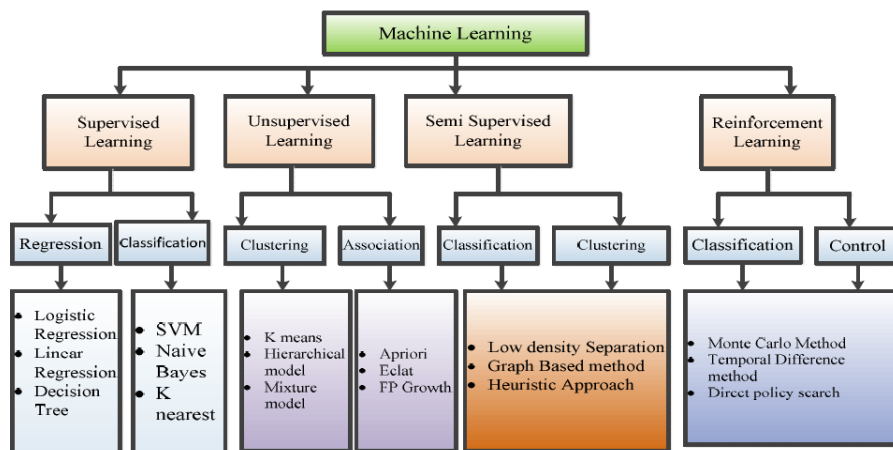 Machine Learning
Supervised
Learning
Unsupervised
Learning
Semi Supervised
Learning
Reinforcement
Learning
Regression
Classification
Clustering
Association
Classification
Clustering
Classification
Control
• Logistic
Regression
• Linear
Regression
• Decision
Tree
• SVM
• Naive
Bayes
• K
nearest
• K means
• Hierarchical
model
• Mixture
model
• Apriori
• Eclat
• FP Growth
• Low density Separation
• Graph Based method
• Heuristic Approach
• Monte Carlo Method
• Temporal Difference
method
• Direct policy search